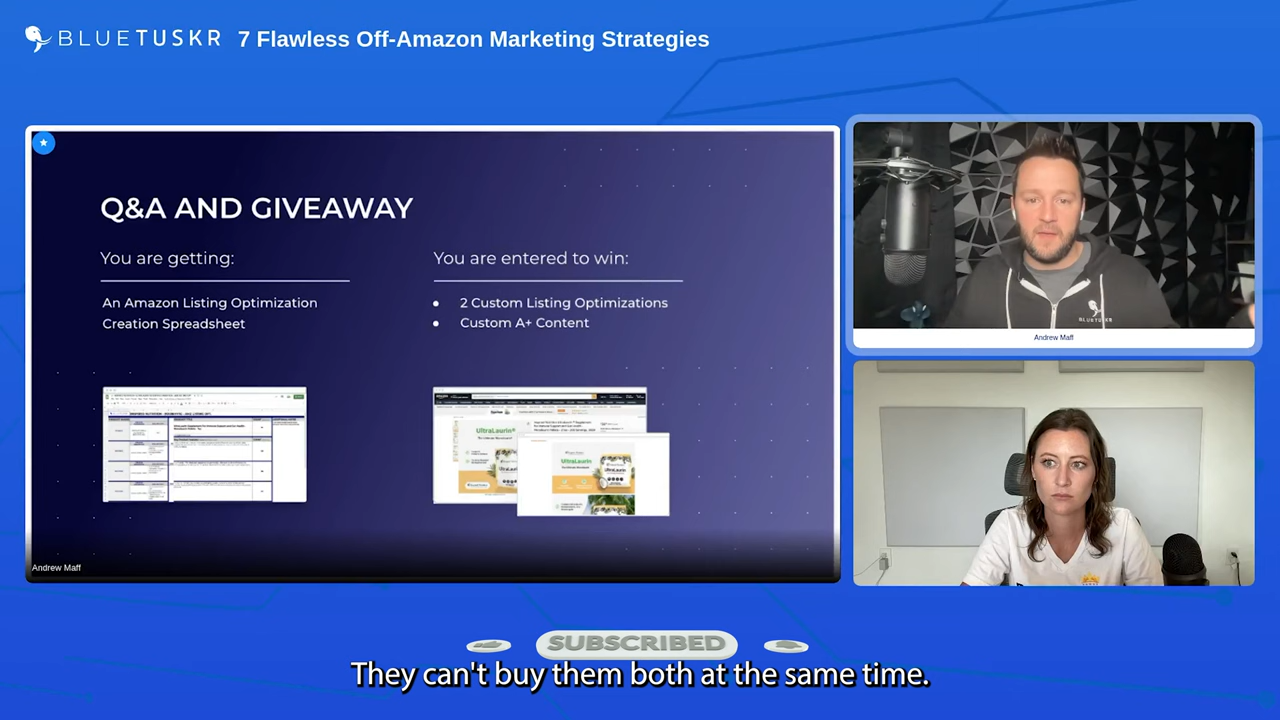 BLUETUSKR 7 Flawless Off-Amazon Marketing Strategies
Q&A AND GIVEAWAY
You are getting:
An Amazon Listing Optimization
Creation Spreadsheet
You are entered to win:
• 2 Custom Listing Optimizations
• Custom A+ Content
UltraLaurin
UltraLaurin
Andrew Maff
BLUETUSKR
Andrew Maff
SUBSCRIBED
They can't buy them both at the same time.